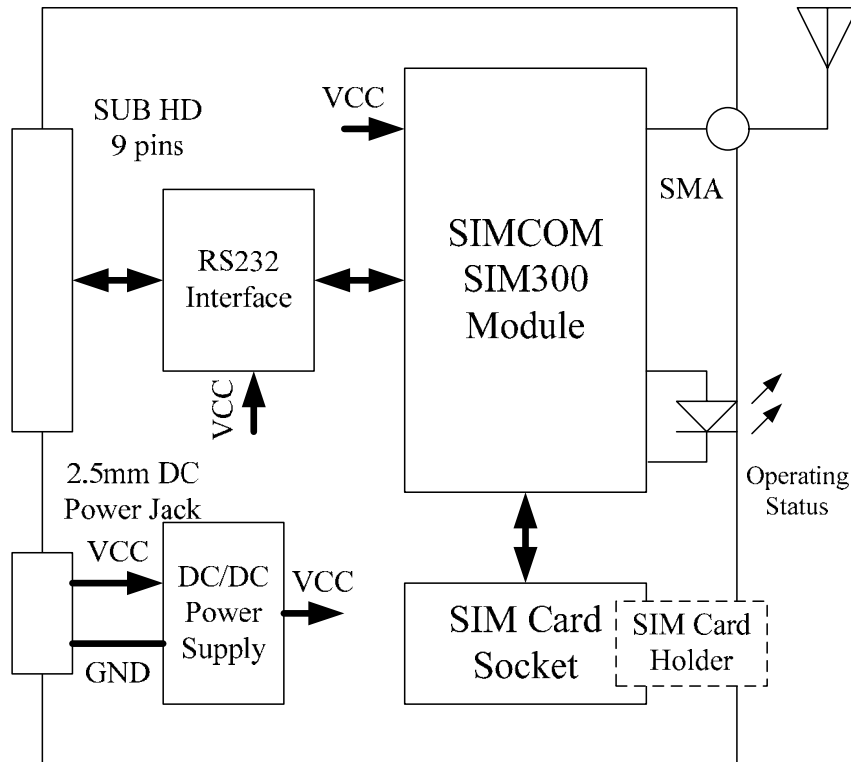 SUB HD
9 pins
VCC
SMA
SIMCOM
SIM300
Module
RS232
Interface
VCC
Operating
Status
2.5mm DC
Power Jack
VCC
GND
DC/DC
Power
Supply
VCC
SIM Card
Socket
SIM Card
Holder